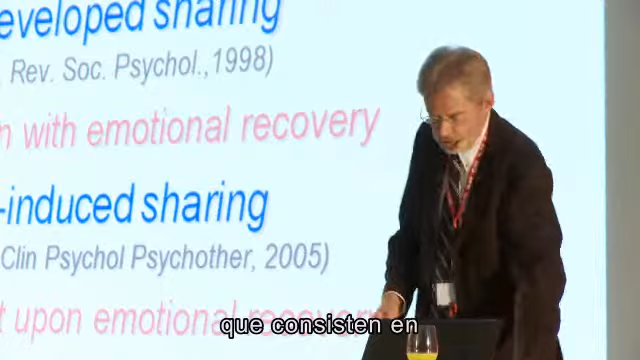 eveloped sharing
, Rev. Soc. Psychol.,1998)
n with emotional recovery
-induced sharing
Clin Psychol Psychother, 2005)
t upon emotional recovery
que consisten en